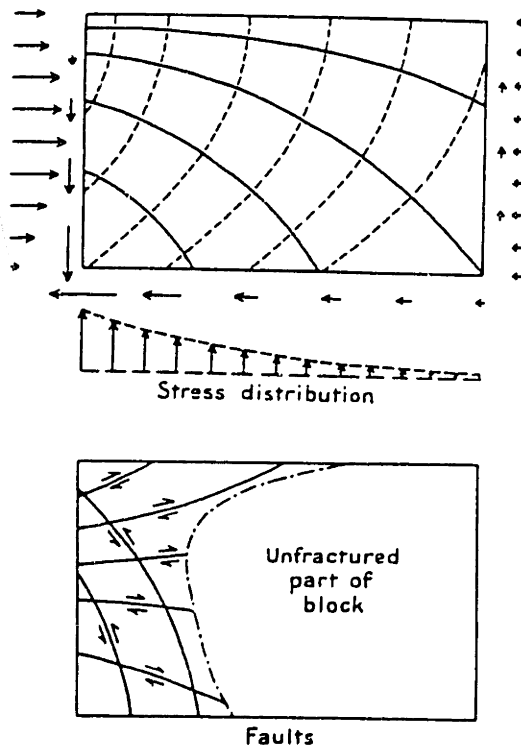 Stress distribution
Unfractured
part of
block
Faults